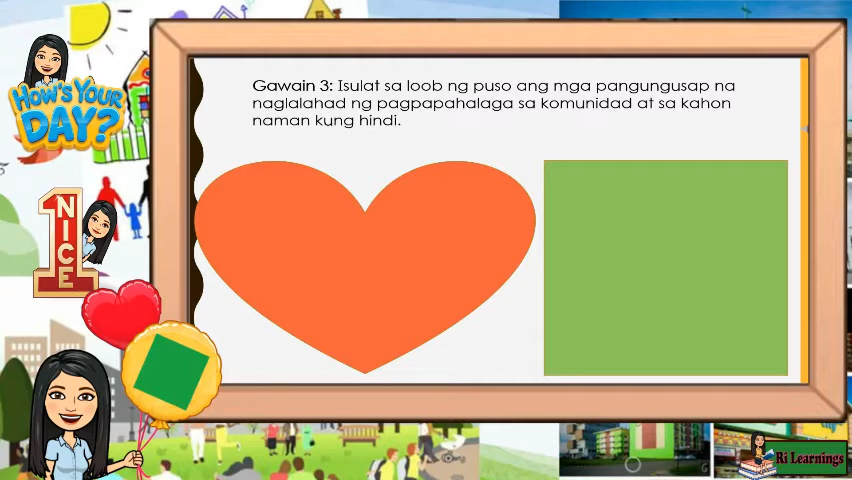 HOW'S YOUR
DAY?
Gawain 3: Isulat sa loob ng puso ang mga pangungusap na
naglalahad ng pagpapahalaga sa komunidad at sa kahon
naman kung hindi.
1
NICE
Ri Learnings